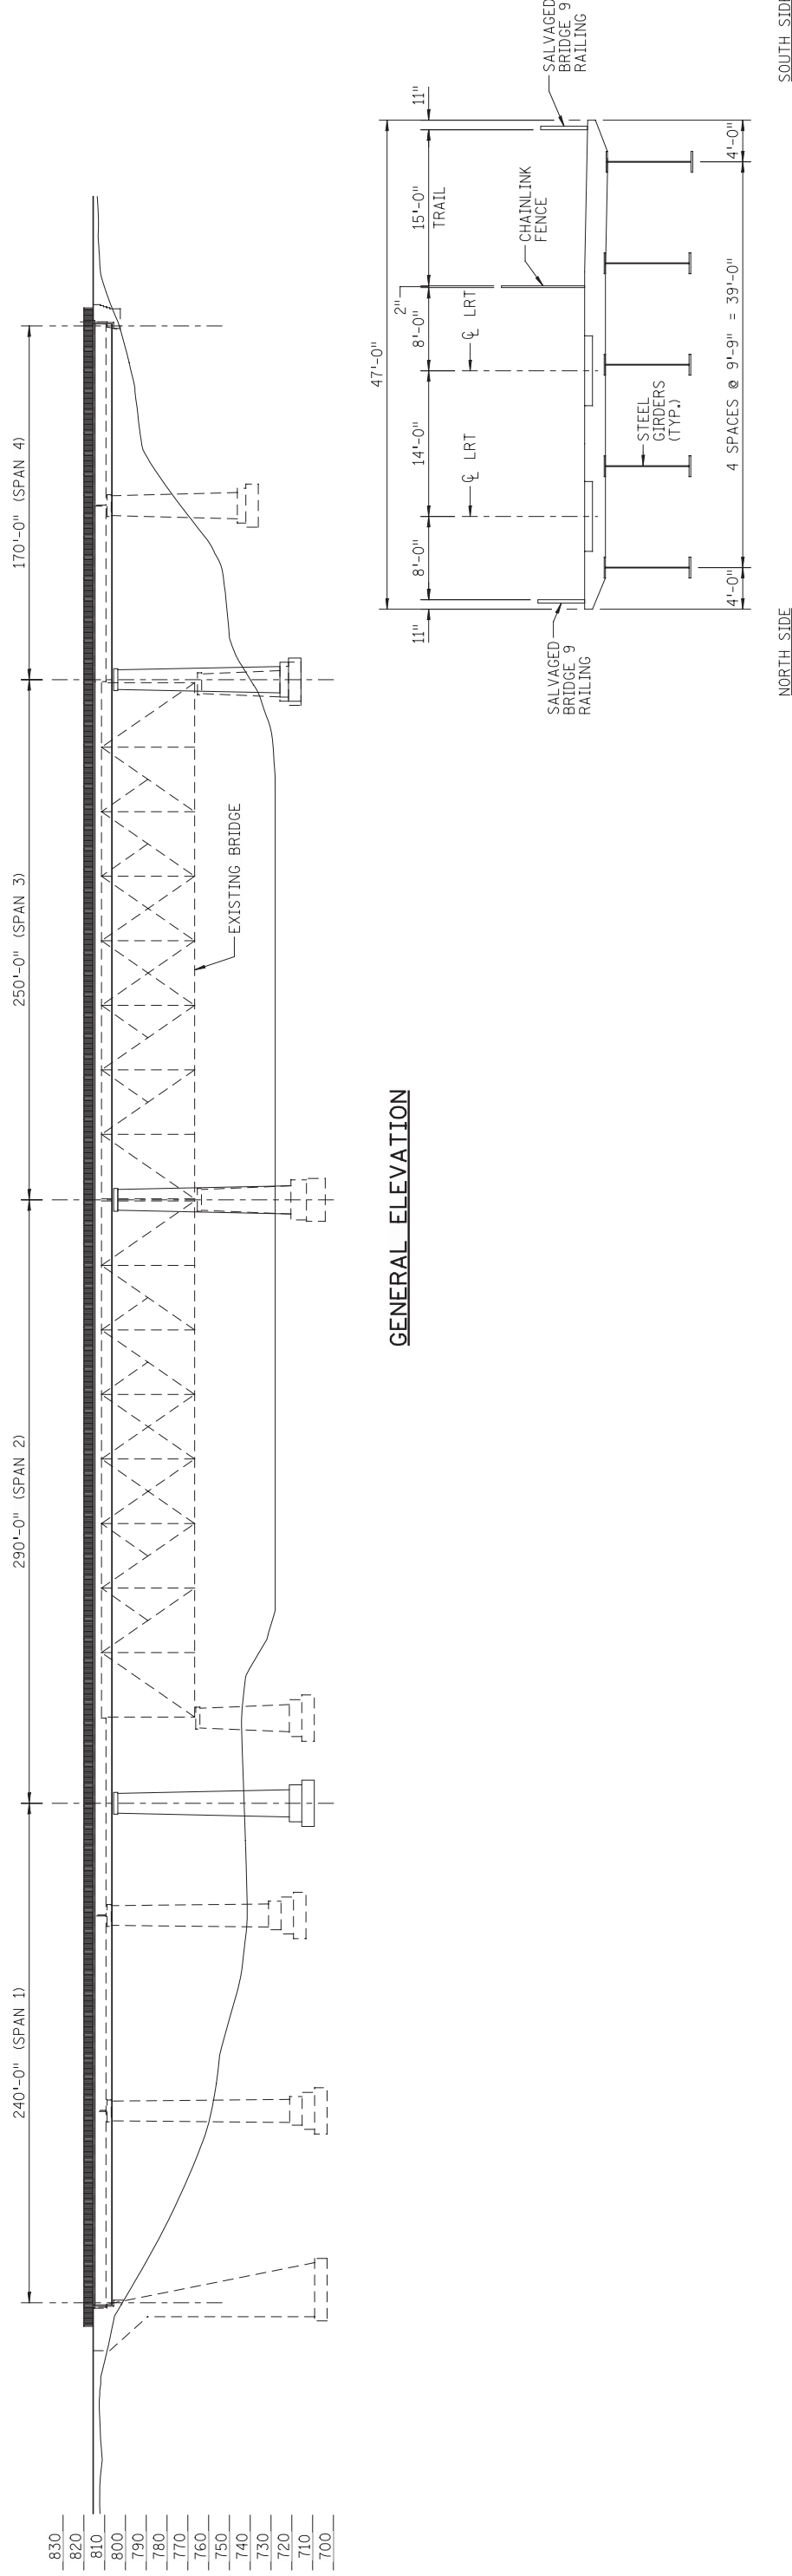 240'-0" (SPAN 1)
290'-0" (SPAN 2)
250'-0" (SPAN 3)
170'-0" (SPAN 4)
830
820
810
800
790
780
770
760
750
740
730
720
710
700
EXISTING BRIDGE
GENERAL ELEVATION
47'-0"
11"
8'-0"
14'-0"
8'-0"
2"
15'-0"
11"
TRAIL
℄ LRT
℄ LRT
CHAINLINK
FENCE
SALVAGED
BRIDGE 9
RAILING
SALVAGED
BRIDGE 9
RAILING
STEEL
GIRDERS
(TYP.)
4'-0"
4 SPACES @ 9'-9" = 39'-0"
4'-0"
NORTH SIDE
SOUTH SIDE